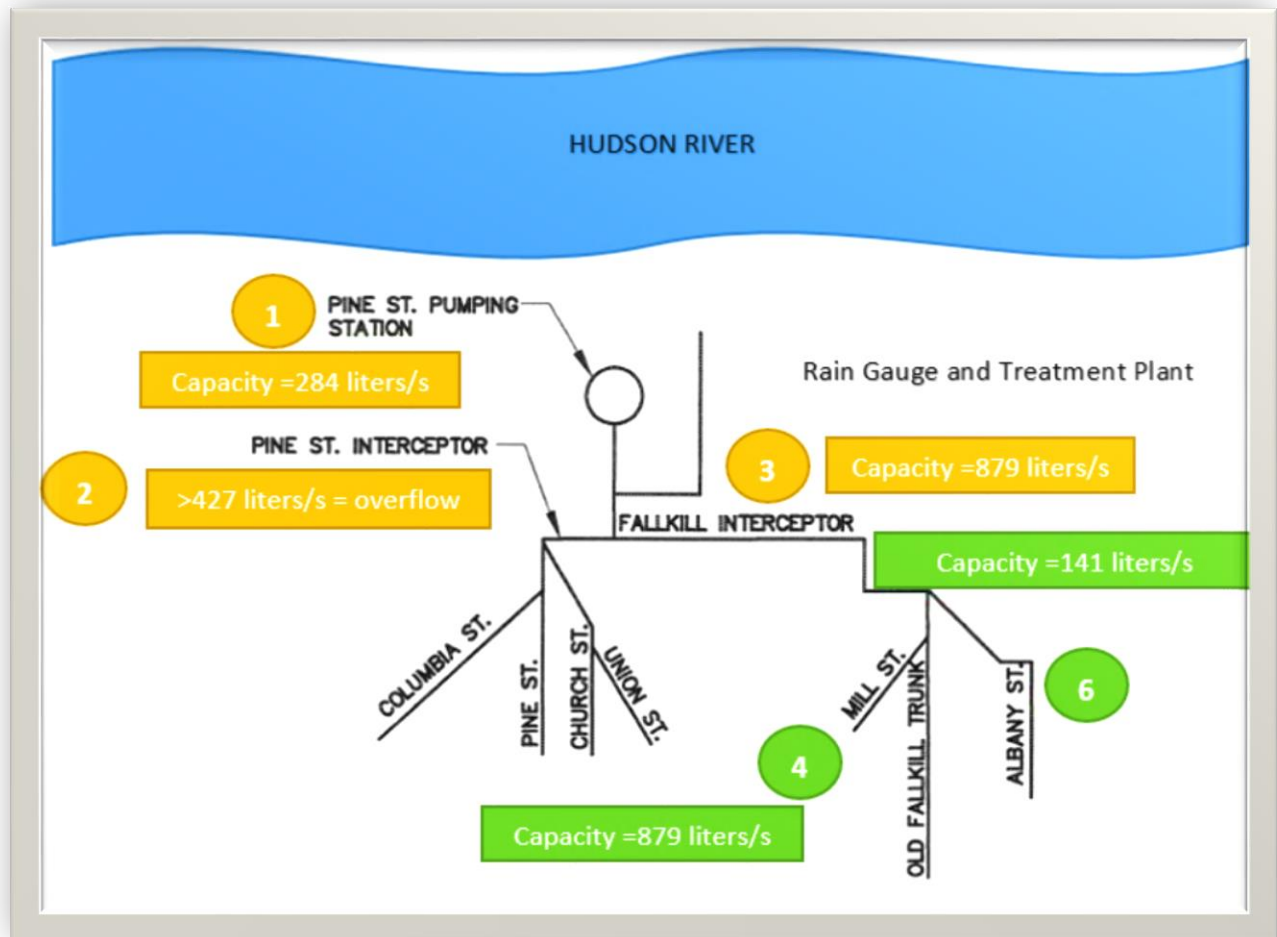 HUDSON RIVER
1
PINE ST. PUMPING
STATION
Capacity =284 liters/s
Rain Gauge and Treatment Plant
PINE ST. INTERCEPTOR
2
>427 liters/s = overflow
3
Capacity =879 liters/s
FALLKILL INTERCEPTOR
Capacity =141 liters/s
COLUMBIA ST.
PINE ST.
CHURCH ST.
UNION ST.
MILL ST.
OLD FALLKILL TRUNK
ALBANY ST.
6
4
Capacity =879 liters/s